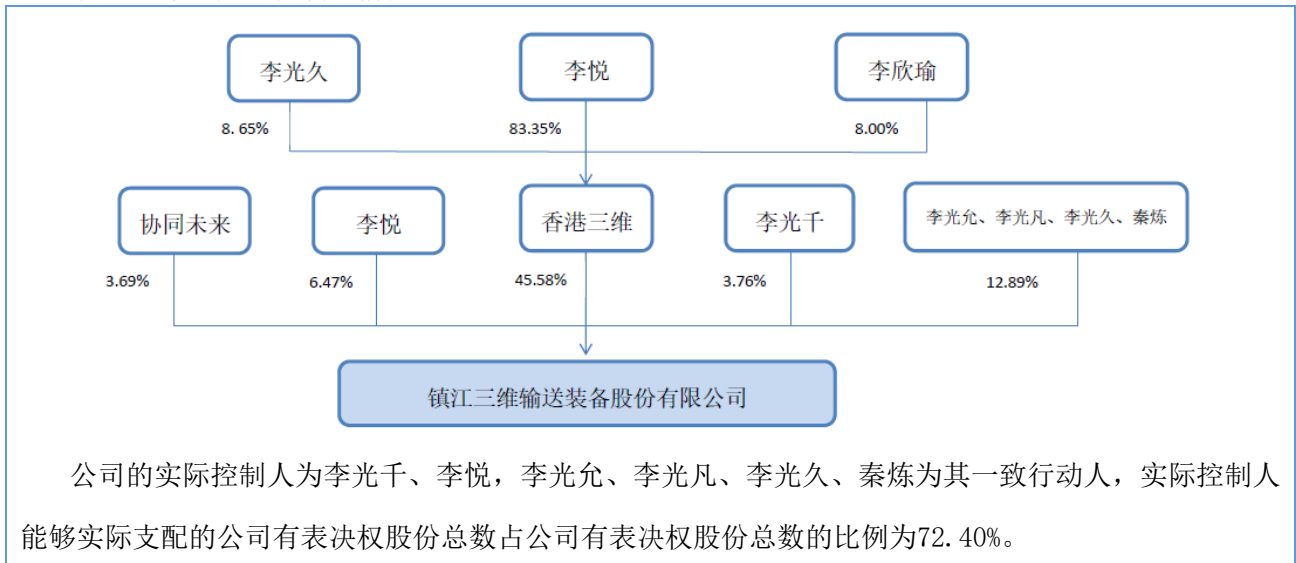 李光久
李悦
李欣瑜
8.65%
83.35%
8.00%
协同未来
李悦
香港三维
李光千
李光允、李光凡、李光久、秦炼
3.69%
6.47%
45.58%
3.76%
12.89%
镇江三维输送装备股份有限公司
公司的实际控制人为李光千、李悦，李光允、李光凡、李光久、秦炼为其一致行动人，实际控制人
能够实际支配的公司有表决权股份总数占公司有表决权股份总数的比例为72.40%。